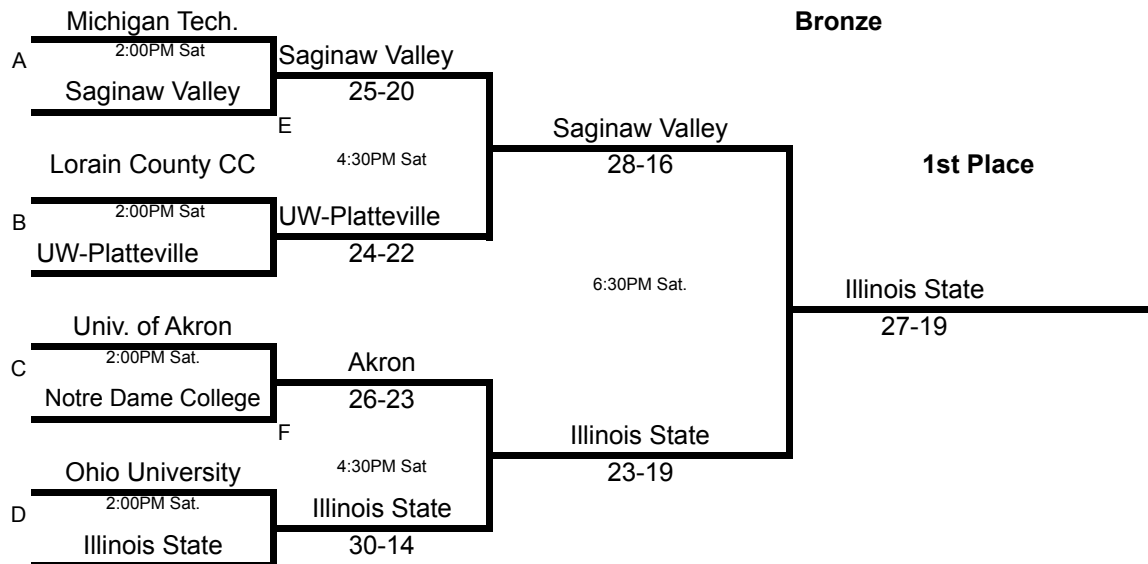 Michigan Tech.
Bronze
2:00PM Sat
A
Saginaw Valley
Saginaw Valley
25-20
E
Saginaw Valley
Lorain County CC
4:30PM Sat
28-16
1st Place
2:00PM Sat
B
UW-Platteville
UW-Platteville
24-22
6:30PM Sat.
Illinois State
27-19
Univ. of Akron
2:00PM Sat.
C
Akron
Notre Dame College
26-23
F
Illinois State
Ohio University
4:30PM Sat
23-19
2:00PM Sat.
D
Illinois State
Illinois State
30-14